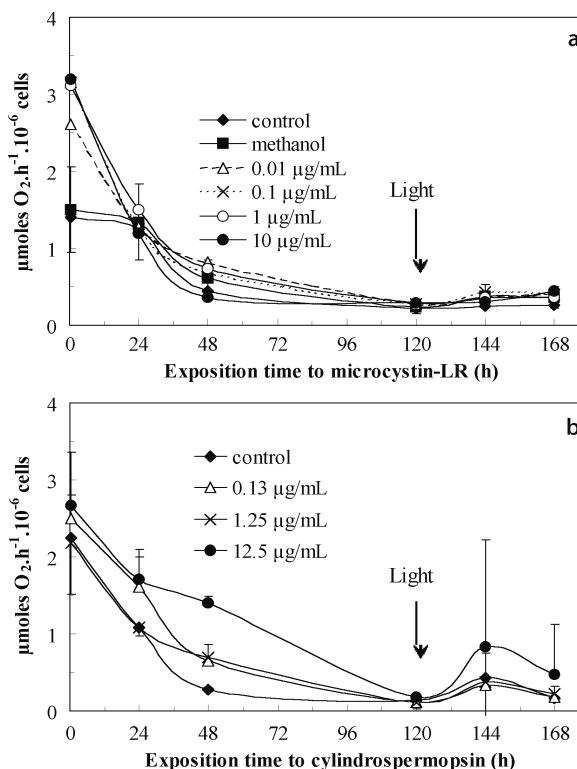 a
4
3
2
1
0
µmoles O₂.h⁻¹.10⁻⁶ cells
control
methanol
0.01 µg/mL
0.1 µg/mL
1 µg/mL
10 µg/mL
Light
0 24 48 72 96 120 144 168
Exposition time to microcystin-LR (h)
b
4
3
2
1
0
µmoles O₂.h⁻¹.10⁻⁶ cells
control
0.13 µg/mL
1.25 µg/mL
12.5 µg/mL
Light
0 24 48 72 96 120 144 168
Exposition time to cylindrospermopsin (h)